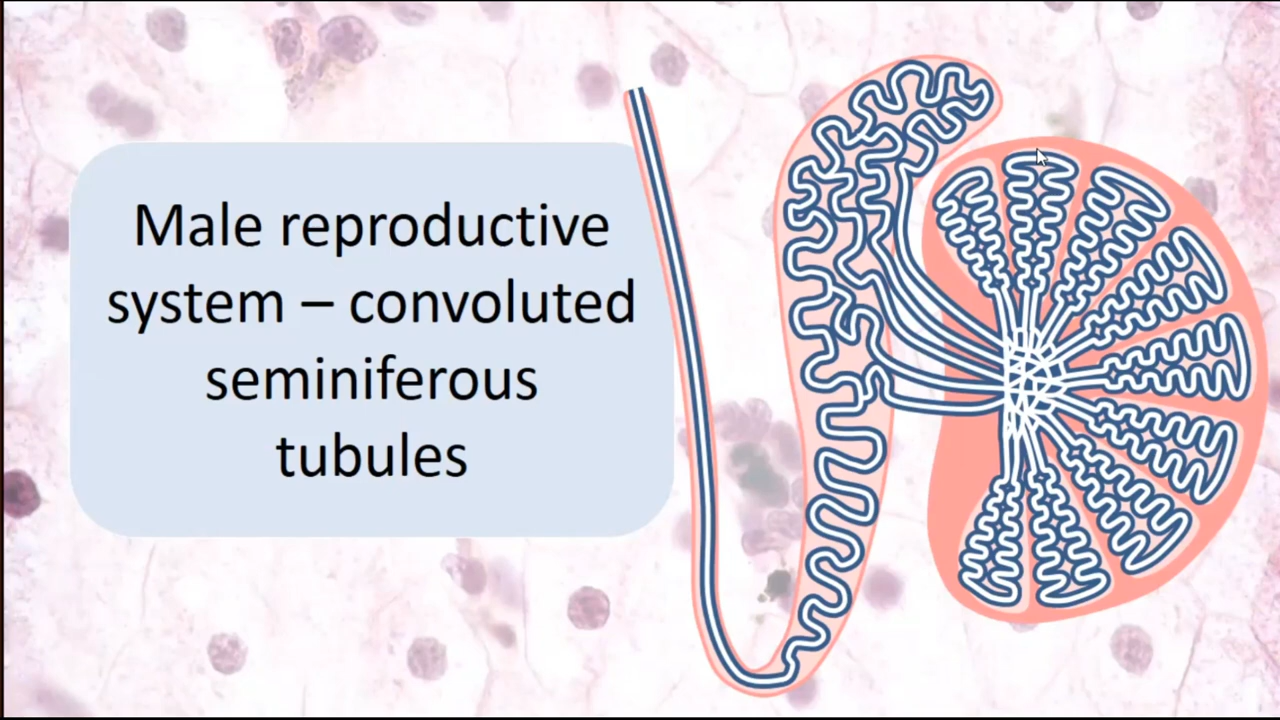 Male reproductive
system – convoluted
seminiferous
tubules